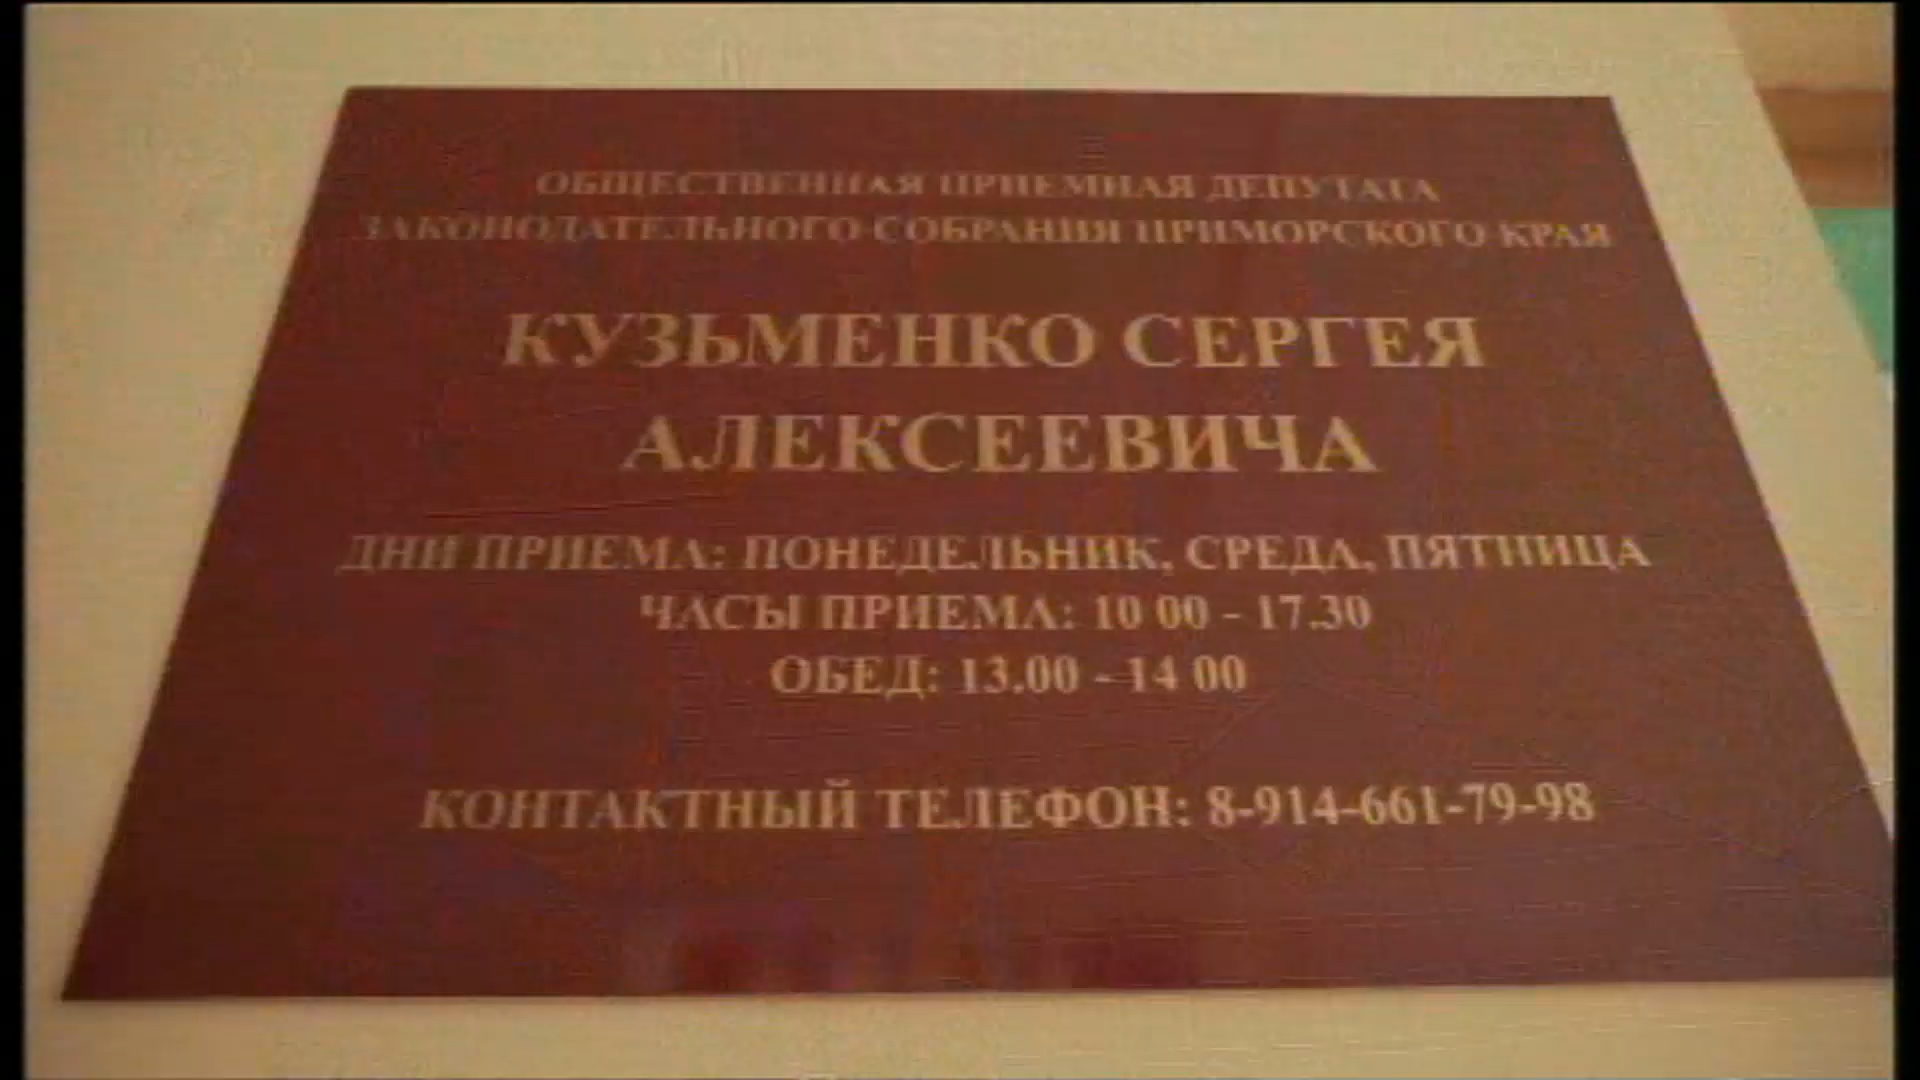 ОБЩЕСТВЕННАЯ ПРИЕМНАЯ ДЕПУТАТА
ЗАКОНОДАТЕЛЬНОГО СОБРАНИЯ ПРИМОРСКОГО КРАЯ
КУЗЬМЕНКО СЕРГЕЯ
АЛЕКСЕЕВИЧА
ДНИ ПРИЕМА: ПОНЕДЕЛЬНИК, СРЕДА, ПЯТНИЦА
ЧАСЫ ПРИЕМА: 10 00 - 17.30
ОБЕД: 13.00 - 14 00
КОНТАКТНЫЙ ТЕЛЕФОН: 8-914-661-79-98